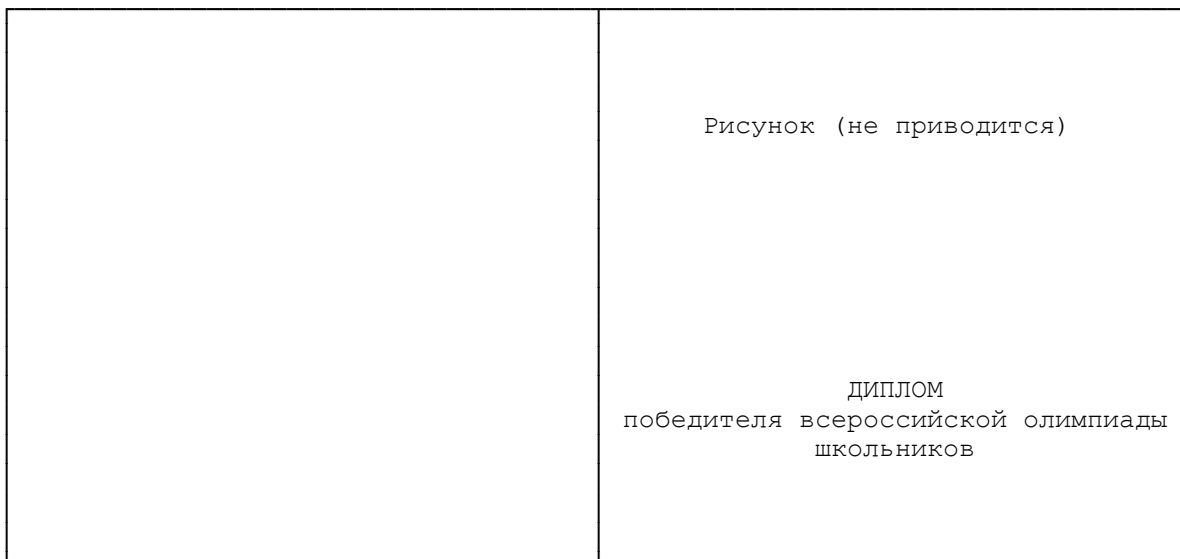 Рисунок (не приводится)
ДИПЛОМ
победителя всероссийской олимпиады
школьников